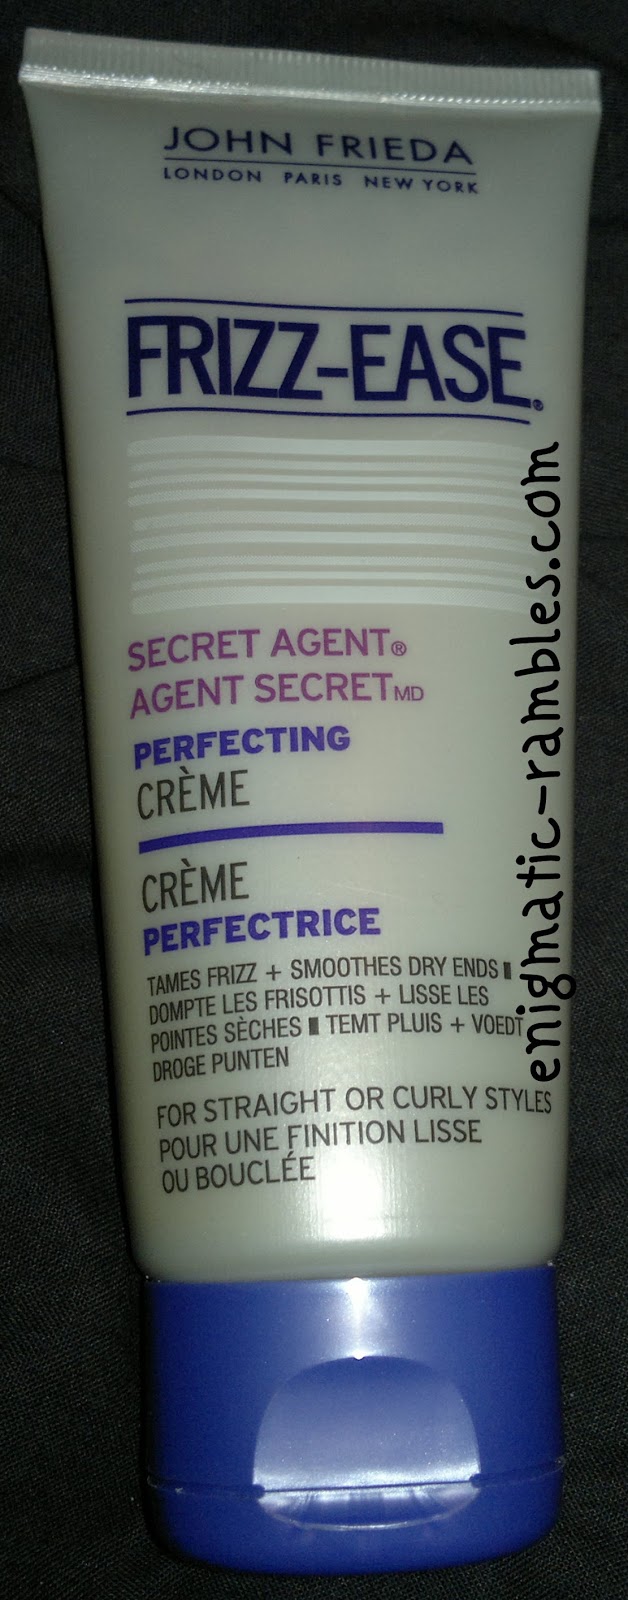 JOHN FRIEDA
LONDON PARIS NEW YORK
FRIZZ-EASE®
SECRET AGENT®
AGENT SECRET MD
PERFECTING
CRÈME
CRÈME
PERFECTRICE
TAMES FRIZZ + SMOOTHES DRY ENDS ▮
DOMPTE LES FRISOTTIS + LISSE LES
POINTES SÈCHES ▮ TEMT PLUIS + VOEDT
DROGE PUNTEN
FOR STRAIGHT OR CURLY STYLES
POUR UNE FINITION LISSE
OU BOUCLÉE
enigmatic-rambles.com